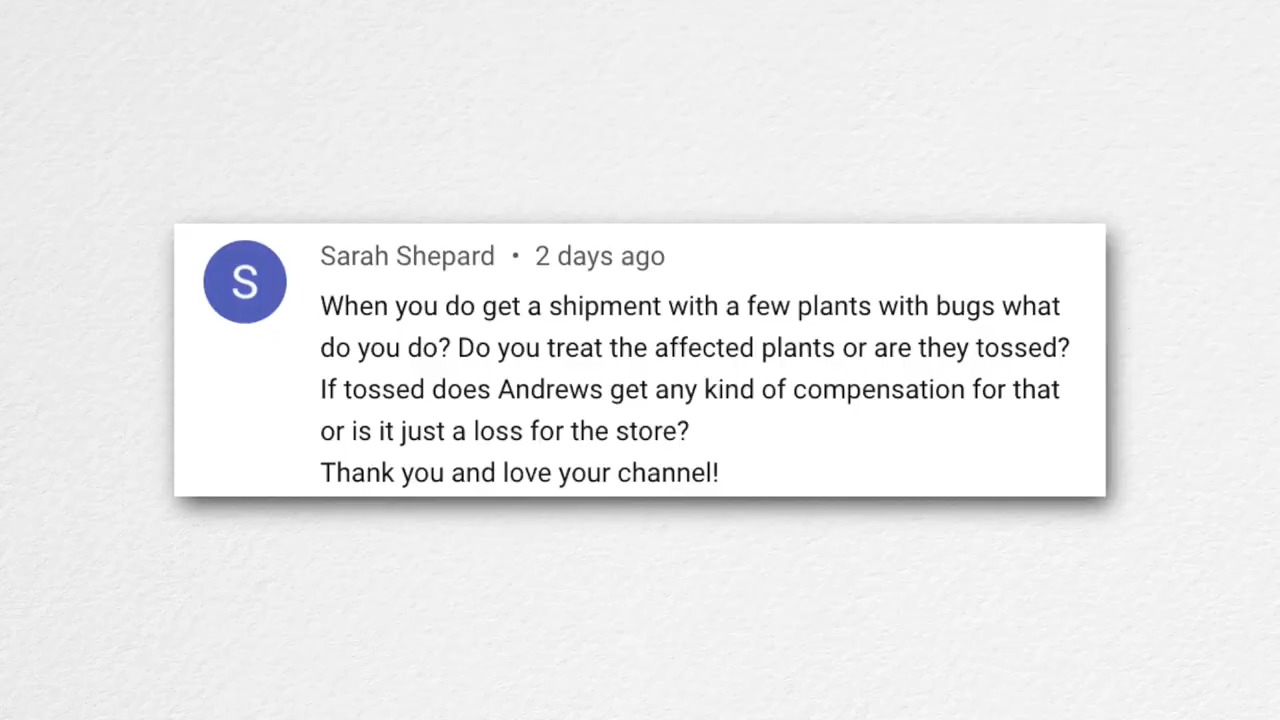 S
Sarah Shepard • 2 days ago
When you do get a shipment with a few plants with bugs what
do you do? Do you treat the affected plants or are they tossed?
If tossed does Andrews get any kind of compensation for that
or is it just a loss for the store?
Thank you and love your channel!